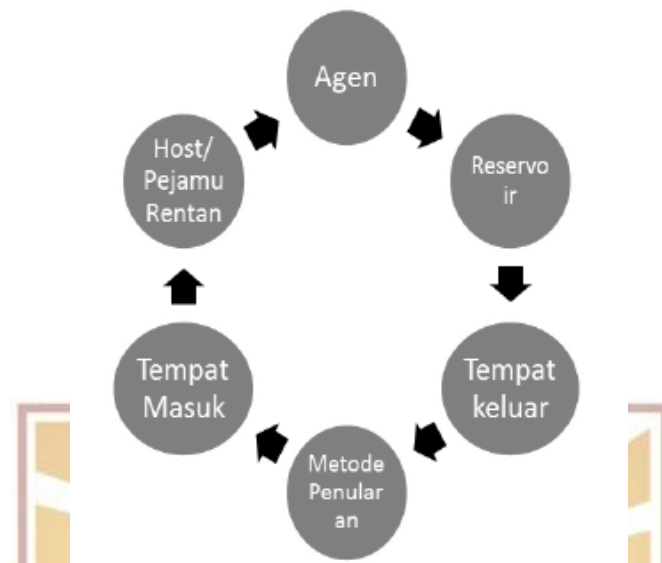 Agen
Reservo
ir
Tempat
keluar
Metode
Penular
an
Tempat
Masuk
Host/
Pejamu
Rentan